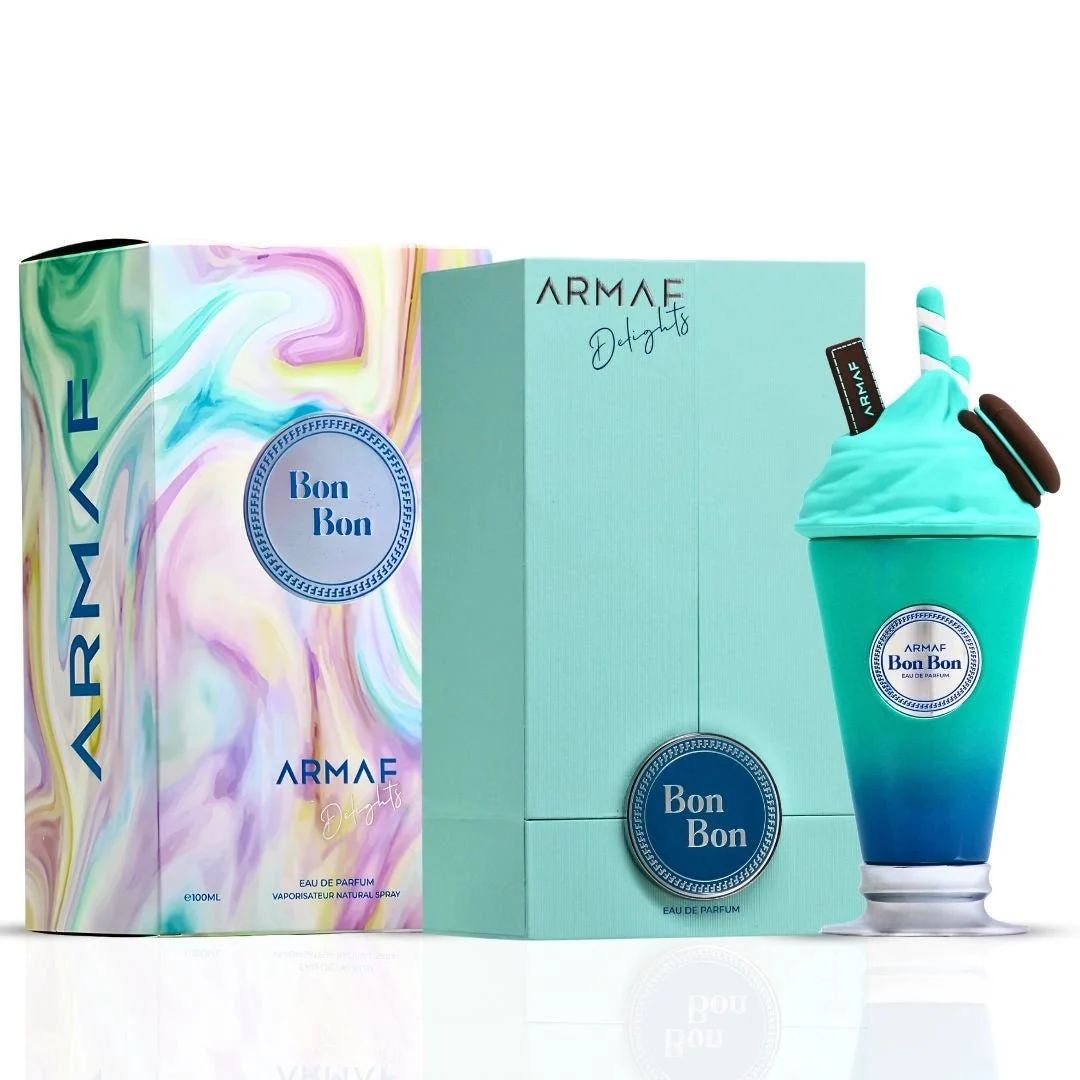 ARMAF
Bon
Bon
ARMAF
Delights
EAU DE PARFUM
VAPORISATEUR NATURAL SPRAY
℮100ML
ARMAF
Delights
Bon
Bon
EAU DE PARFUM
ARMAF
ARMAF
Bon Bon
EAU DE PARFUM